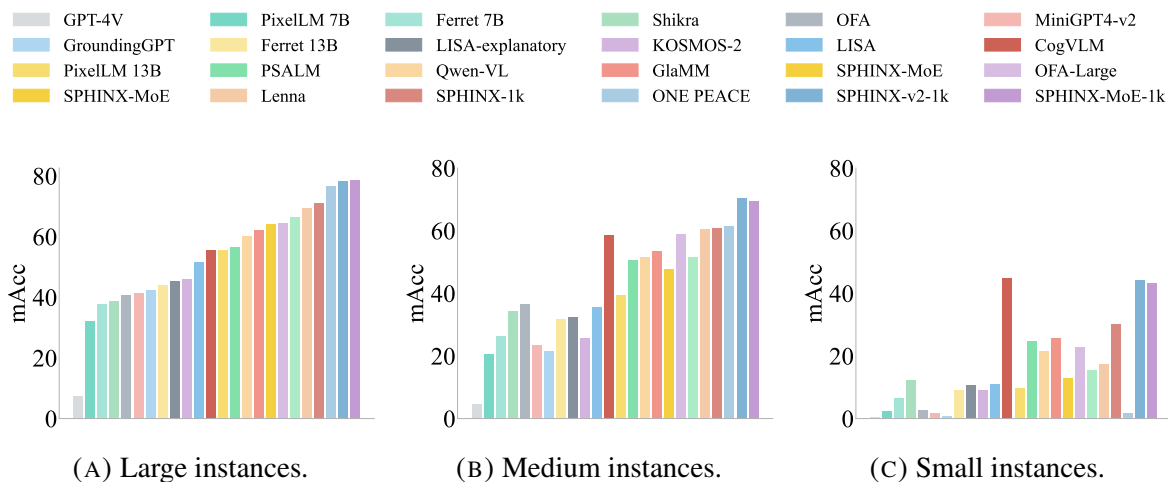 GPT-4V PixelLM 7B Ferret 7B Shikra OFA MiniGPT4-v2
GroundingGPT Ferret 13B LISA-explanatory KOSMOS-2 LISA CogVLM
PixelLM 13B PSALM Qwen-VL GlaMM SPHINX-MoE OFA-Large
SPHINX-MoE Lenna SPHINX-1k ONE PEACE SPHINX-v2-1k SPHINX-MoE-1k
mAcc
80
60
40
20
0
(A) Large instances.
mAcc
80
60
40
20
0
(B) Medium instances.
mAcc
80
60
40
20
0
(C) Small instances.